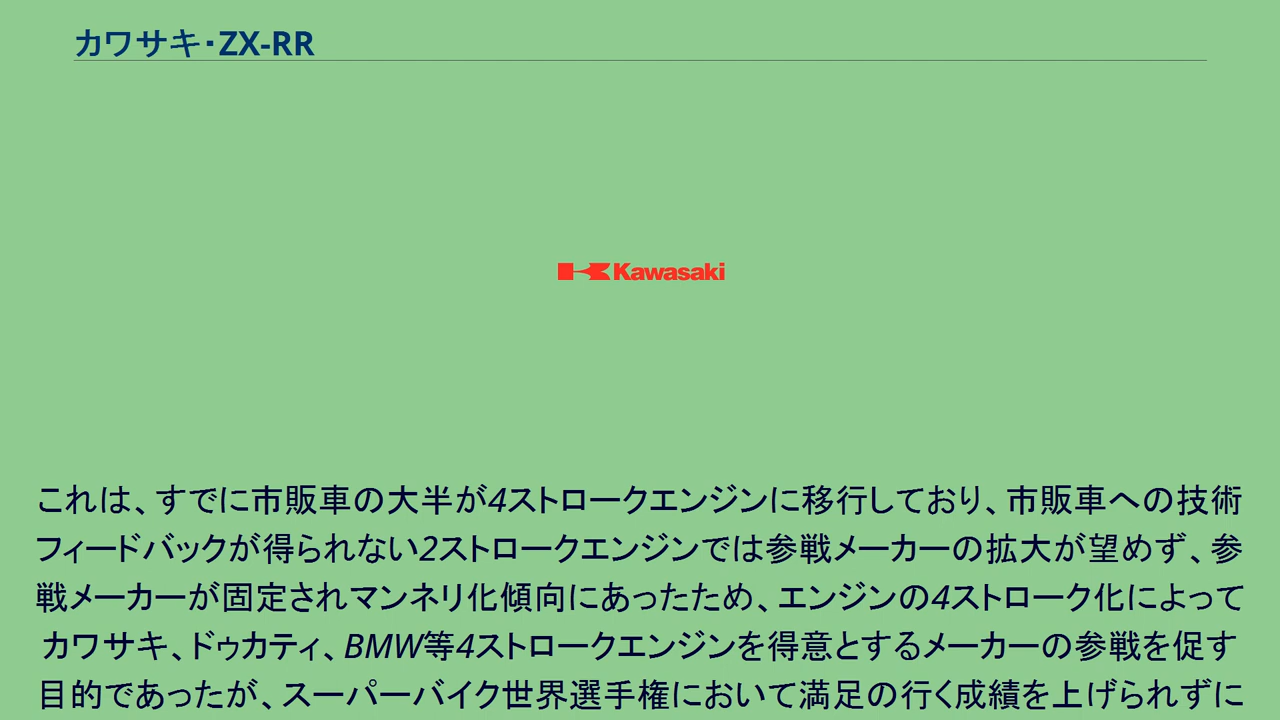 カワサキ・ZX-RR
Kawasaki
これは、すでに市販車の大半が4ストロークエンジンに移行しており、市販車への技術
フィードバックが得られない2ストロークエンジンでは参戦メーカーの拡大が望めず、参
戦メーカーが固定されマンネリ化傾向にあったため、エンジンの4ストローク化によって
カワサキ、ドゥカティ、BMW等4ストロークエンジンを得意とするメーカーの参戦を促す
目的であったが、スーパーバイク世界選手権において満足の行く成績を上げられずに